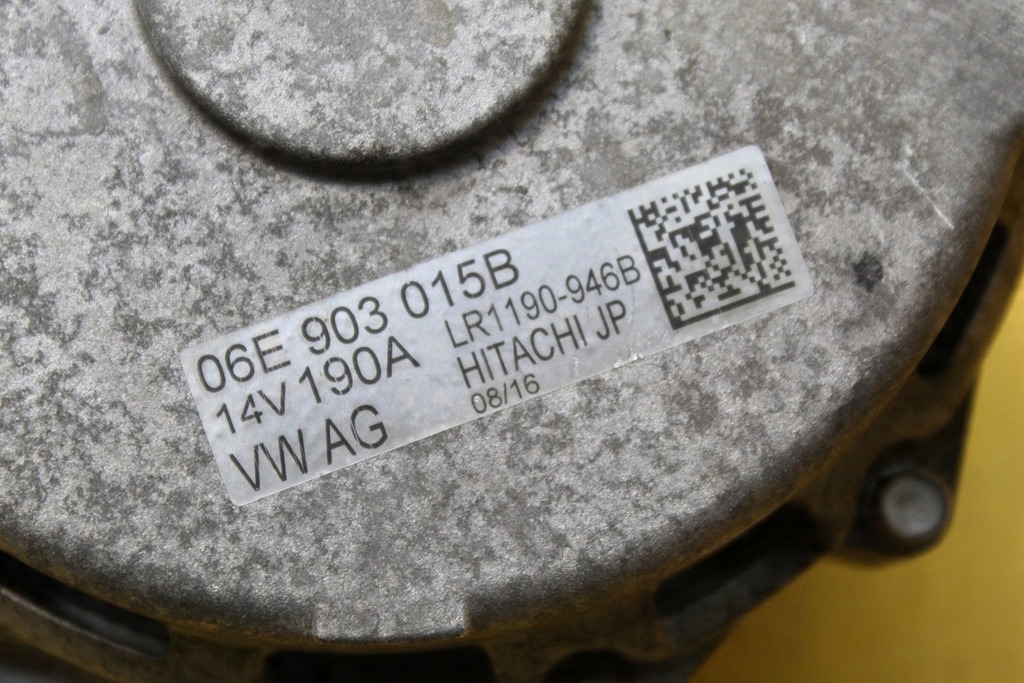 06E 903 015B
14V 190A
VW AG
LR1190-946B
HITACHI JP
08/16